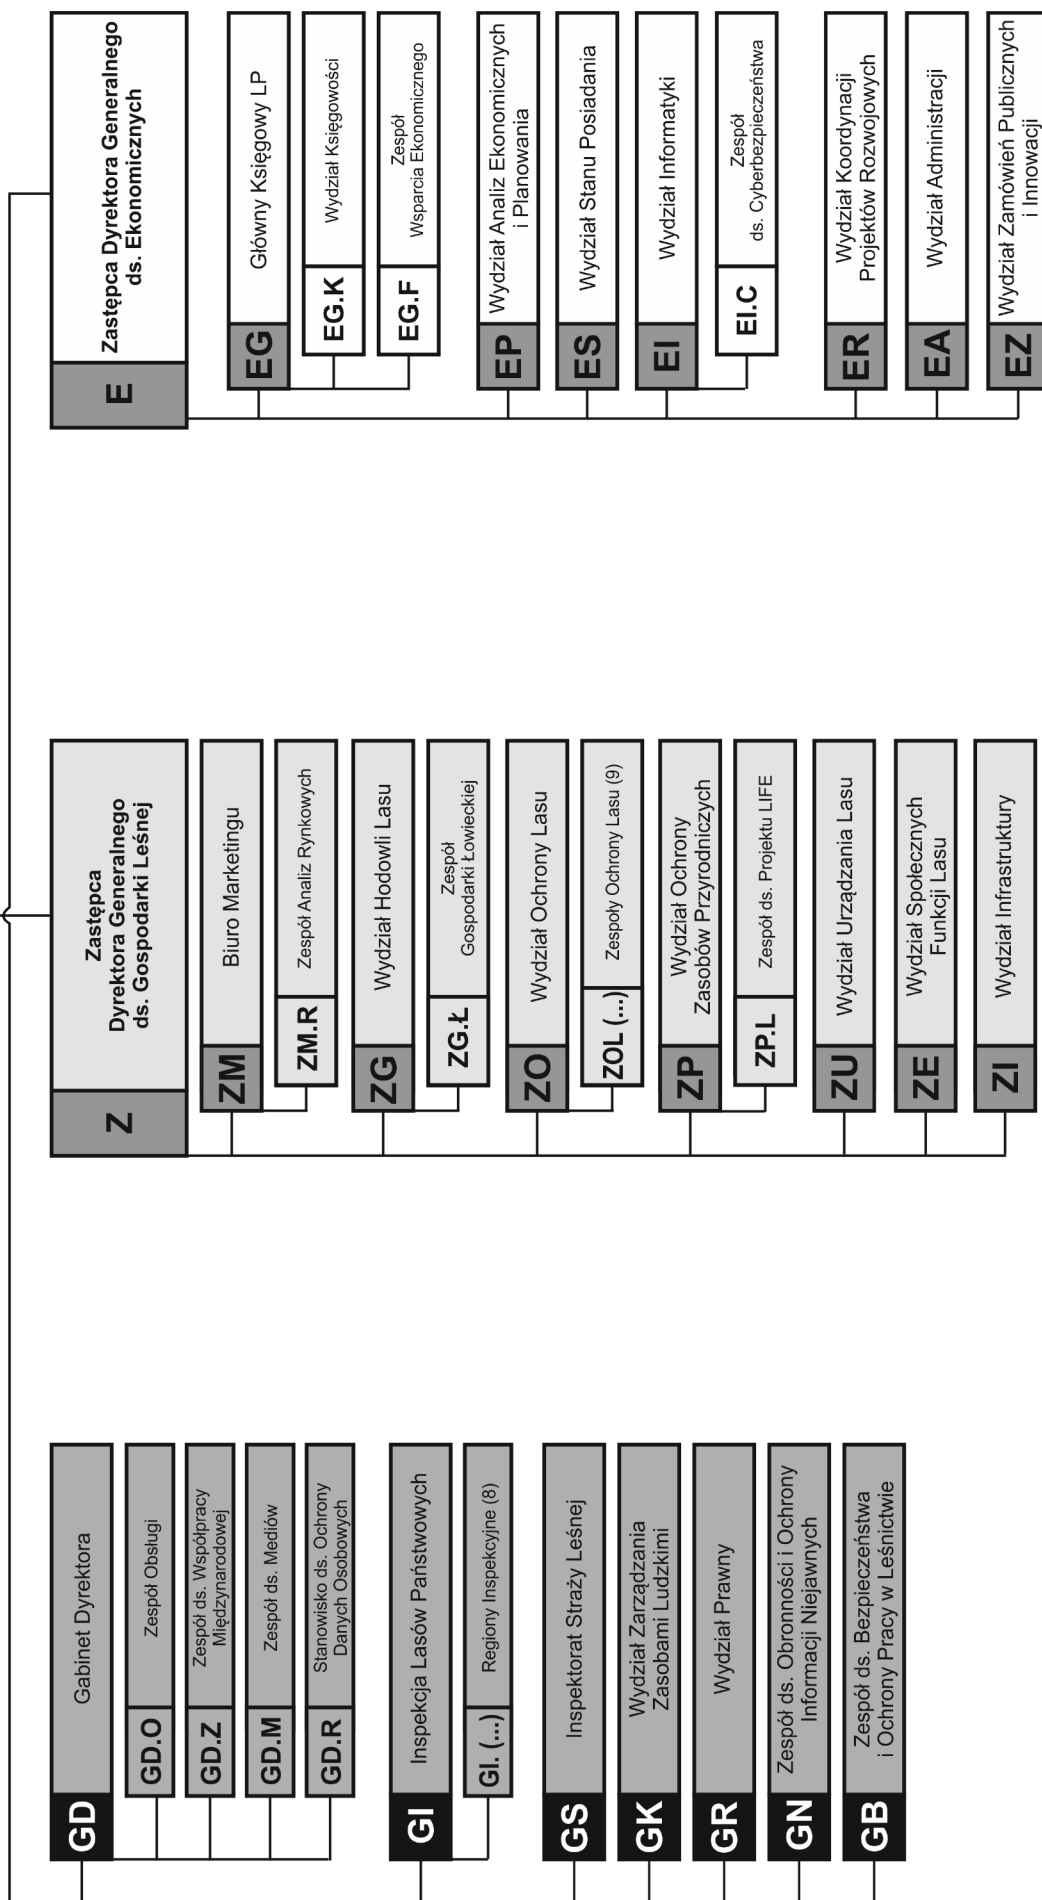 GD
Gabinet Dyrektora
GD.O
Zespół Obsługi
GD.Z
Zespół ds. Współpracy
Międzynarodowej
GD.M
Zespół ds. Mediów
GD.R
Stanowisko ds. Ochrony
Danych Osobowych
GI
Inspekcja Lasów Państwowych
GI. (...)
Regiony Inspekcyjne (8)
GS
Inspektorat Straży Leśnej
GK
Wydział Zarządzania
Zasobami Ludzkimi
GR
Wydział Prawny
GN
Zespół ds. Obronności i Ochrony
Informacji Niejawnych
GB
Zespół ds. Bezpieczeństwa
i Ochrony Pracy w Leśnictwie
Z
Zastępca
Dyrektora Generalnego
ds. Gospodarki Leśnej
ZM
Biuro Marketingu
ZM.R
Zespół Analiz Rynkowych
ZG
Wydział Hodowli Lasu
ZG.Ł
Zespół
Gospodarki Łowieckiej
ZO
Wydział Ochrony Lasu
ZOL (...)
Zespoły Ochrony Lasu (9)
ZP
Wydział Ochrony
Zasobów Przyrodniczych
ZP.L
Zespół ds. Projektu LIFE
ZU
Wydział Urządzania Lasu
ZE
Wydział Społecznych
Funkcji Lasu
ZI
Wydział Infrastruktury
E
Zastępca Dyrektora Generalnego
ds. Ekonomicznych
EG
Główny Księgowy LP
EG.K
Wydział Księgowości
EG.F
Zespół
Wsparcia Ekonomicznego
EP
Wydział Analiz Ekonomicznych
i Planowania
ES
Wydział Stanu Posiadania
EI
Wydział Informatyki
EI.C
Zespół
ds. Cyberbezpieczeństwa
ER
Wydział Koordynacji
Projektów Rozwojowych
EA
Wydział Administracji
EZ
Wydział Zamówień Publicznych
i Innowacji